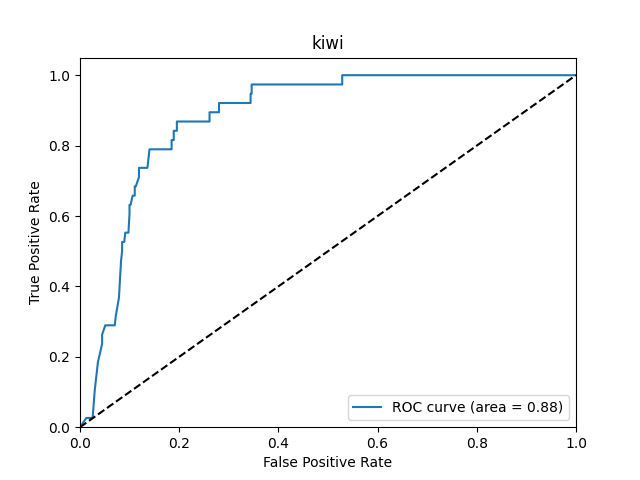 kiwi
True Positive Rate
1.0
0.8
0.6
0.4
0.2
0.0
0.0 0.2 0.4 0.6 0.8 1.0
False Positive Rate
ROC curve (area = 0.88)